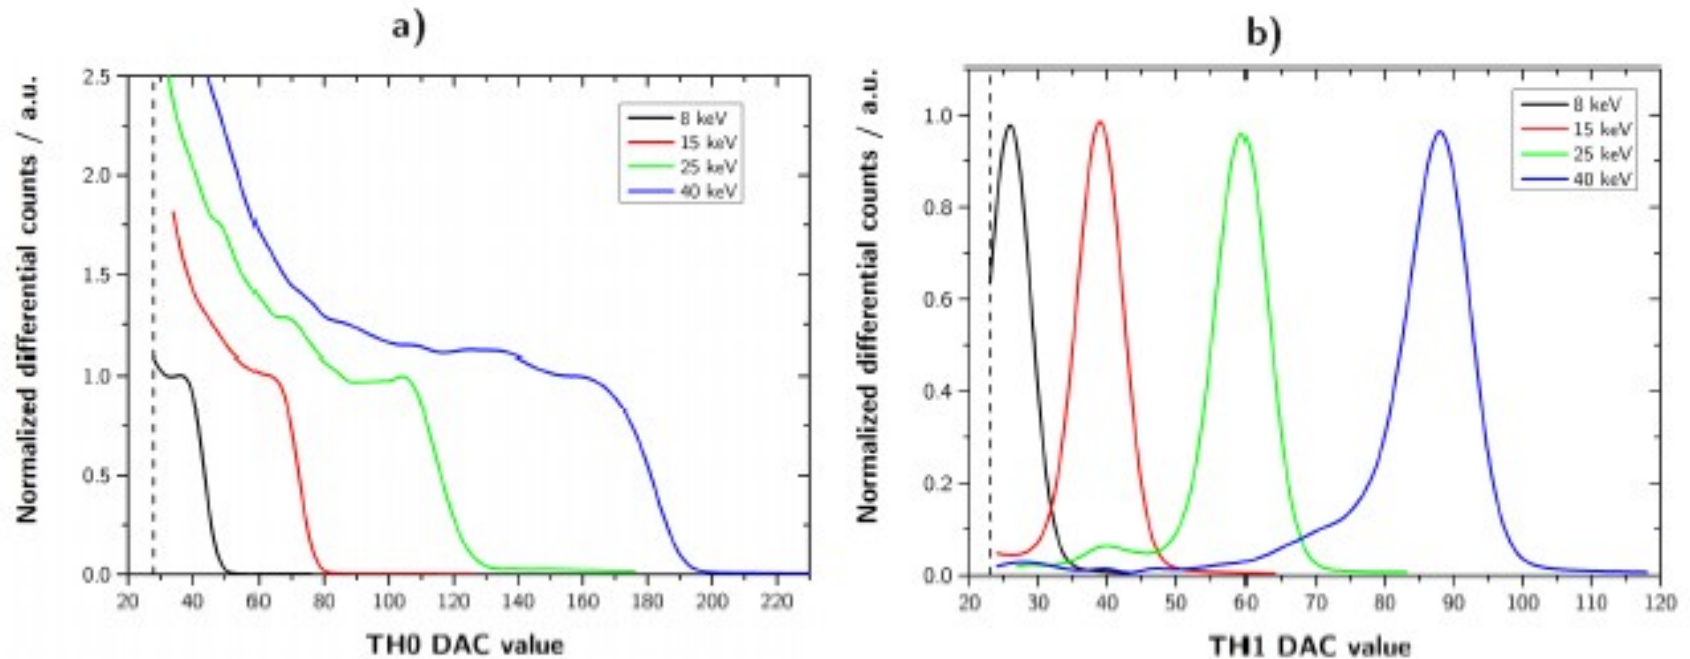 a)
Normalized differential counts / a.u.
2.5
2.0
1.5
1.0
0.5
0.0
8 keV
15 keV
25 keV
40 keV
20 40 60 80 100 120 140 160 180 200 220
TH0 DAC value
b)
Normalized differential counts / a.u.
1.0
0.8
0.6
0.4
0.2
0.0
8 keV
15 keV
25 keV
40 keV
20 30 40 50 60 70 80 90 100 110 120
TH1 DAC value